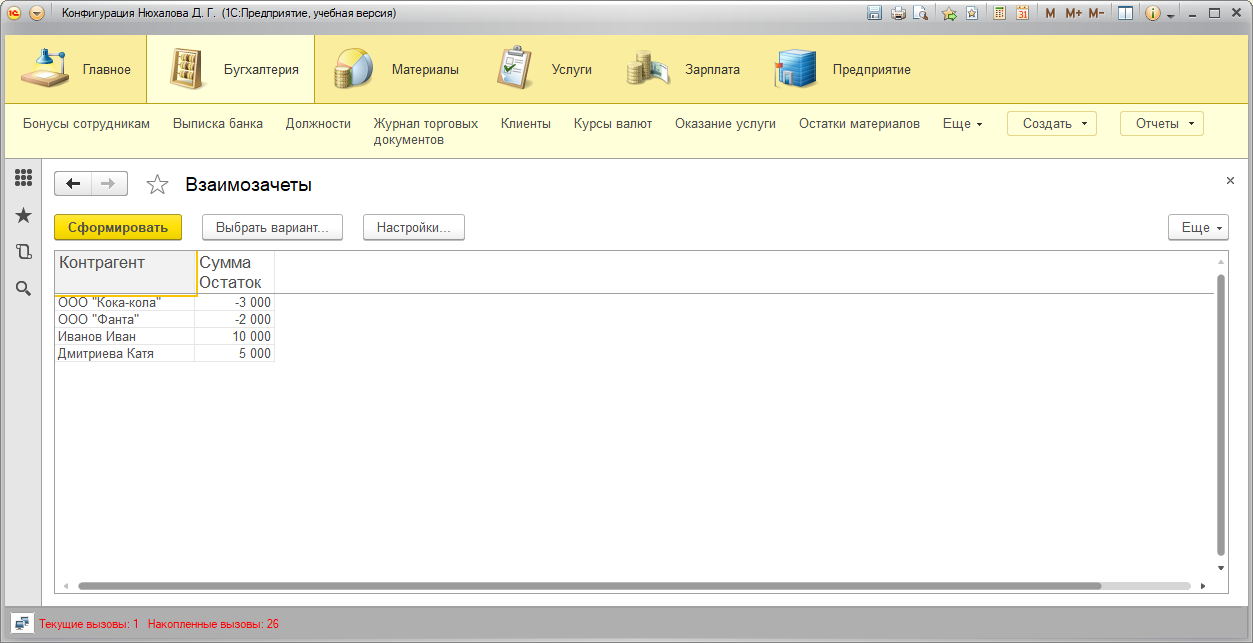 Конфигурация Нюхалова Д. Г. (1С:Предприятие, учебная версия)
31 M M+ M-
Главное Бугхалтерия Материалы Услуги Зарплата Предприятие
Бонусы сотрудникам Выписка банка Должности Журнал торговых Клиенты Курсы валют Оказание услуги Остатки материалов Еще Создать Отчеты
документов
Взаимозачеты
Сформировать Выбрать вариант... Настройки... Еще
Контрагент Сумма
Остаток
ООО "Кока-кола" -3 000
ООО "Фанта" -2 000
Иванов Иван 10 000
Дмитриева Катя 5 000
Текущие вызовы: 1 Накопленные вызовы: 26